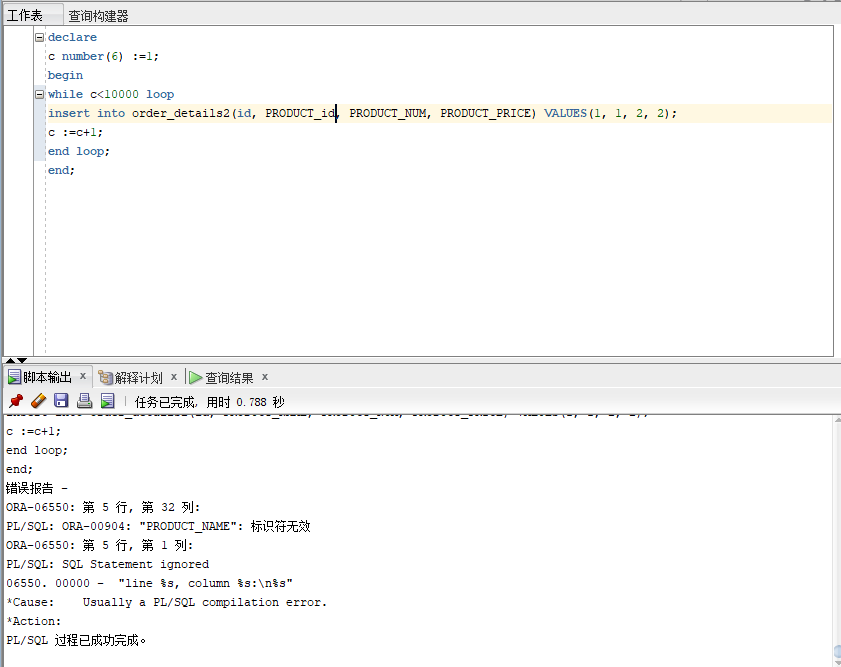 工作表 查询构建器
declare
c number(6) :=1;
begin
while c<10000 loop
insert into order_details2(id, PRODUCT_id, PRODUCT_NUM, PRODUCT_PRICE) VALUES(1, 1, 2, 2);
c :=c+1;
end loop;
end;
脚本输出 x 解释计划 x 查询结果 x
任务已完成, 用时 0.788 秒
c :=c+1;
end loop;
end;
错误报告 -
ORA-06550: 第 5 行, 第 32 列:
PL/SQL: ORA-00904: "PRODUCT_NAME": 标识符无效
ORA-06550: 第 5 行, 第 1 列:
PL/SQL: SQL Statement ignored
06550. 00000 -  "line %s, column %s:\n%s"
*Cause:    Usually a PL/SQL compilation error.
*Action:
PL/SQL 过程已成功完成。